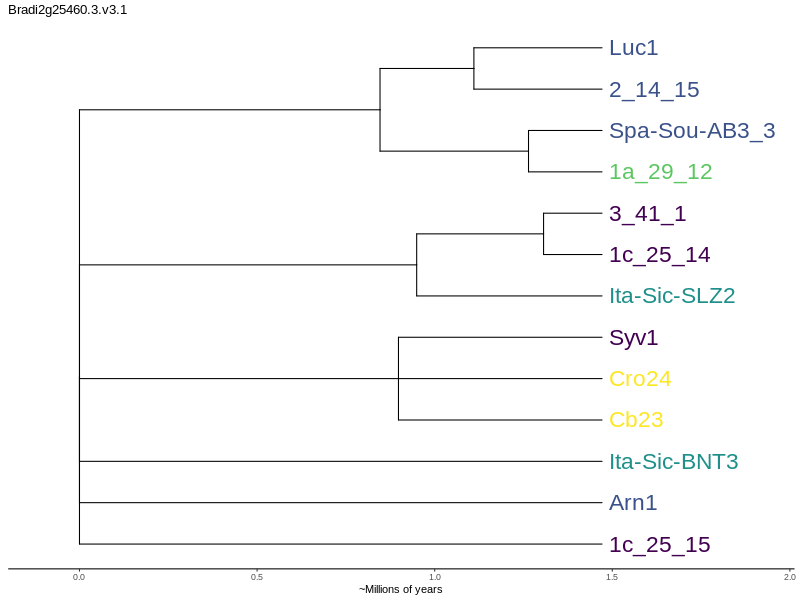 Bradi2g25460.3.v3.1
Luc1
2_14_15
Spa-Sou-AB3_3
1a_29_12
3_41_1
1c_25_14
Ita-Sic-SLZ2
Syv1
Cro24
Cb23
Ita-Sic-BNT3
Arn1
1c_25_15
0.0 0.5 1.0 1.5 2.0
~Millions of years